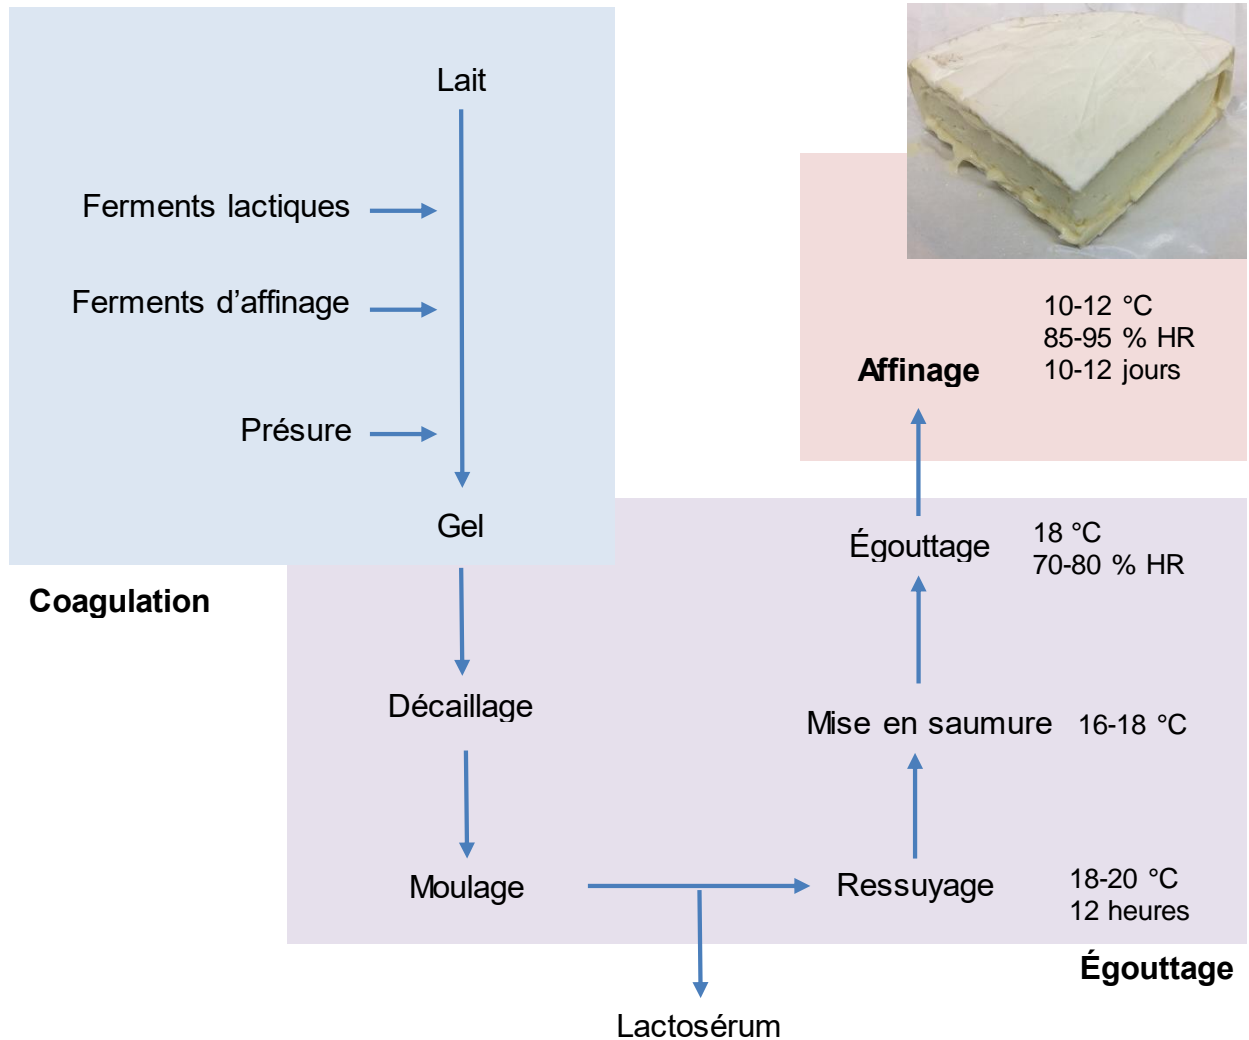 Lait
Ferments lactiques
Ferments d’affinage
Présure
Gel
Coagulation
Décaillage
Moulage
Lactosérum
Ressuyage
18-20 °C
12 heures
Égouttage
Mise en saumure
16-18 °C
Égouttage
18 °C
70-80 % HR
Affinage
10-12 °C
85-95 % HR
10-12 jours